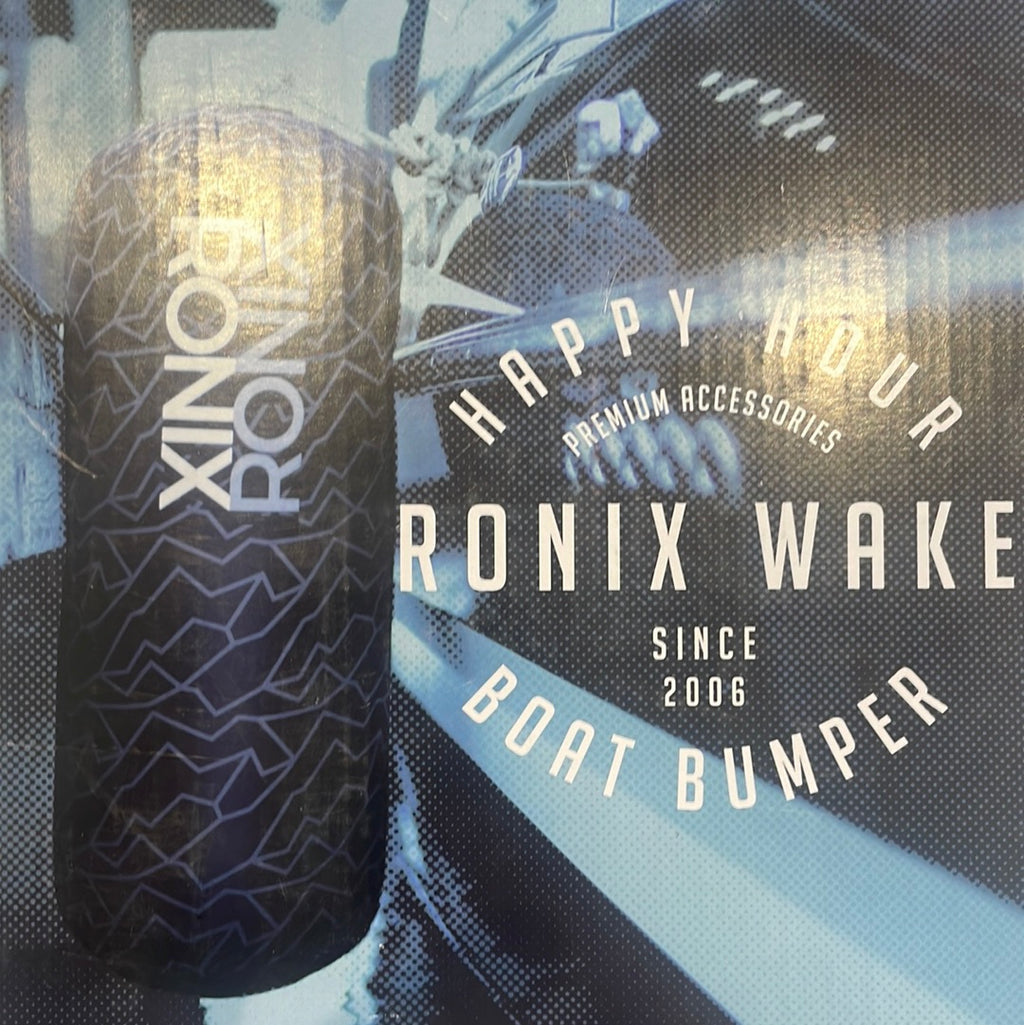 RONIX
RONIX
HAPPY HOUR
PREMIUM ACCESSORIES
RONIX WAKE
SINCE
2006
BOAT BUMPER